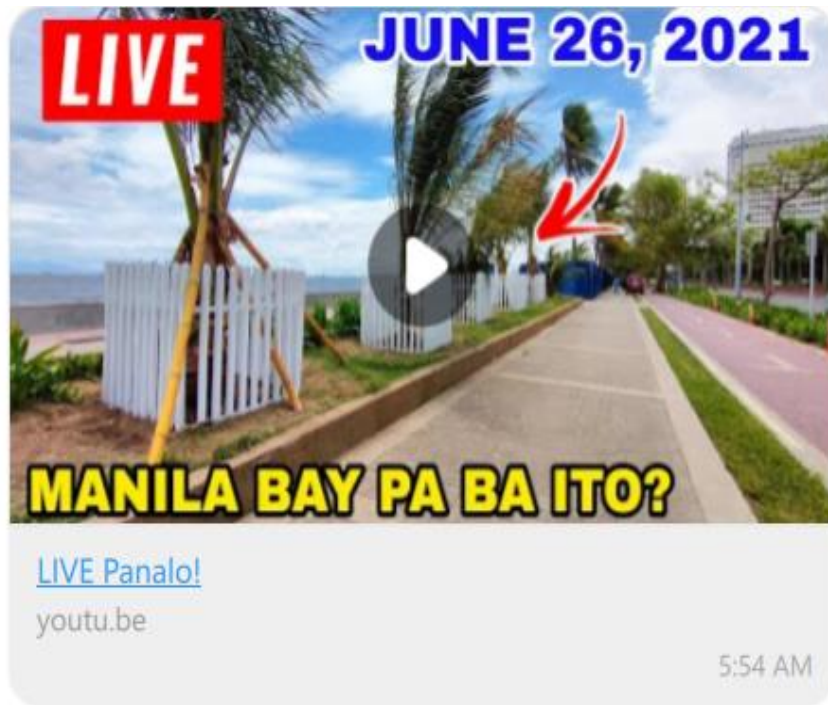 LIVE
JUNE 26, 2021
MANILA BAY PA BA ITO?
LIVE Panalo!
youtu.be
5:54 AM